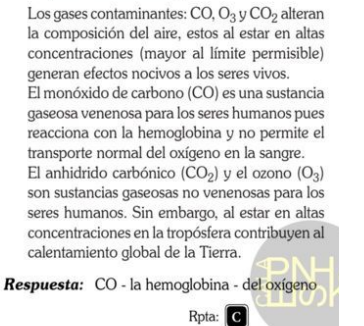 Los gases contaminantes: CO, O₃ y CO₂ alteran
la composición del aire, estos al estar en altas
concentraciones (mayor al límite permisible)
generan efectos nocivos a los seres vivos.
El monóxido de carbono (CO) es una sustancia
gaseosa venenosa para los seres humanos pues
reacciona con la hemoglobina y no permite el
transporte normal del oxígeno en la sangre.
El anhidrido carbónico (CO₂) y el ozono (O₃)
son sustancias gaseosas no venenosas para los
seres humanos. Sin embargo, al estar en altas
concentraciones en la tropósfera contribuyen al
calentamiento global de la Tierra.
Respuesta: CO - la hemoglobina - del oxígeno
Rpta: C